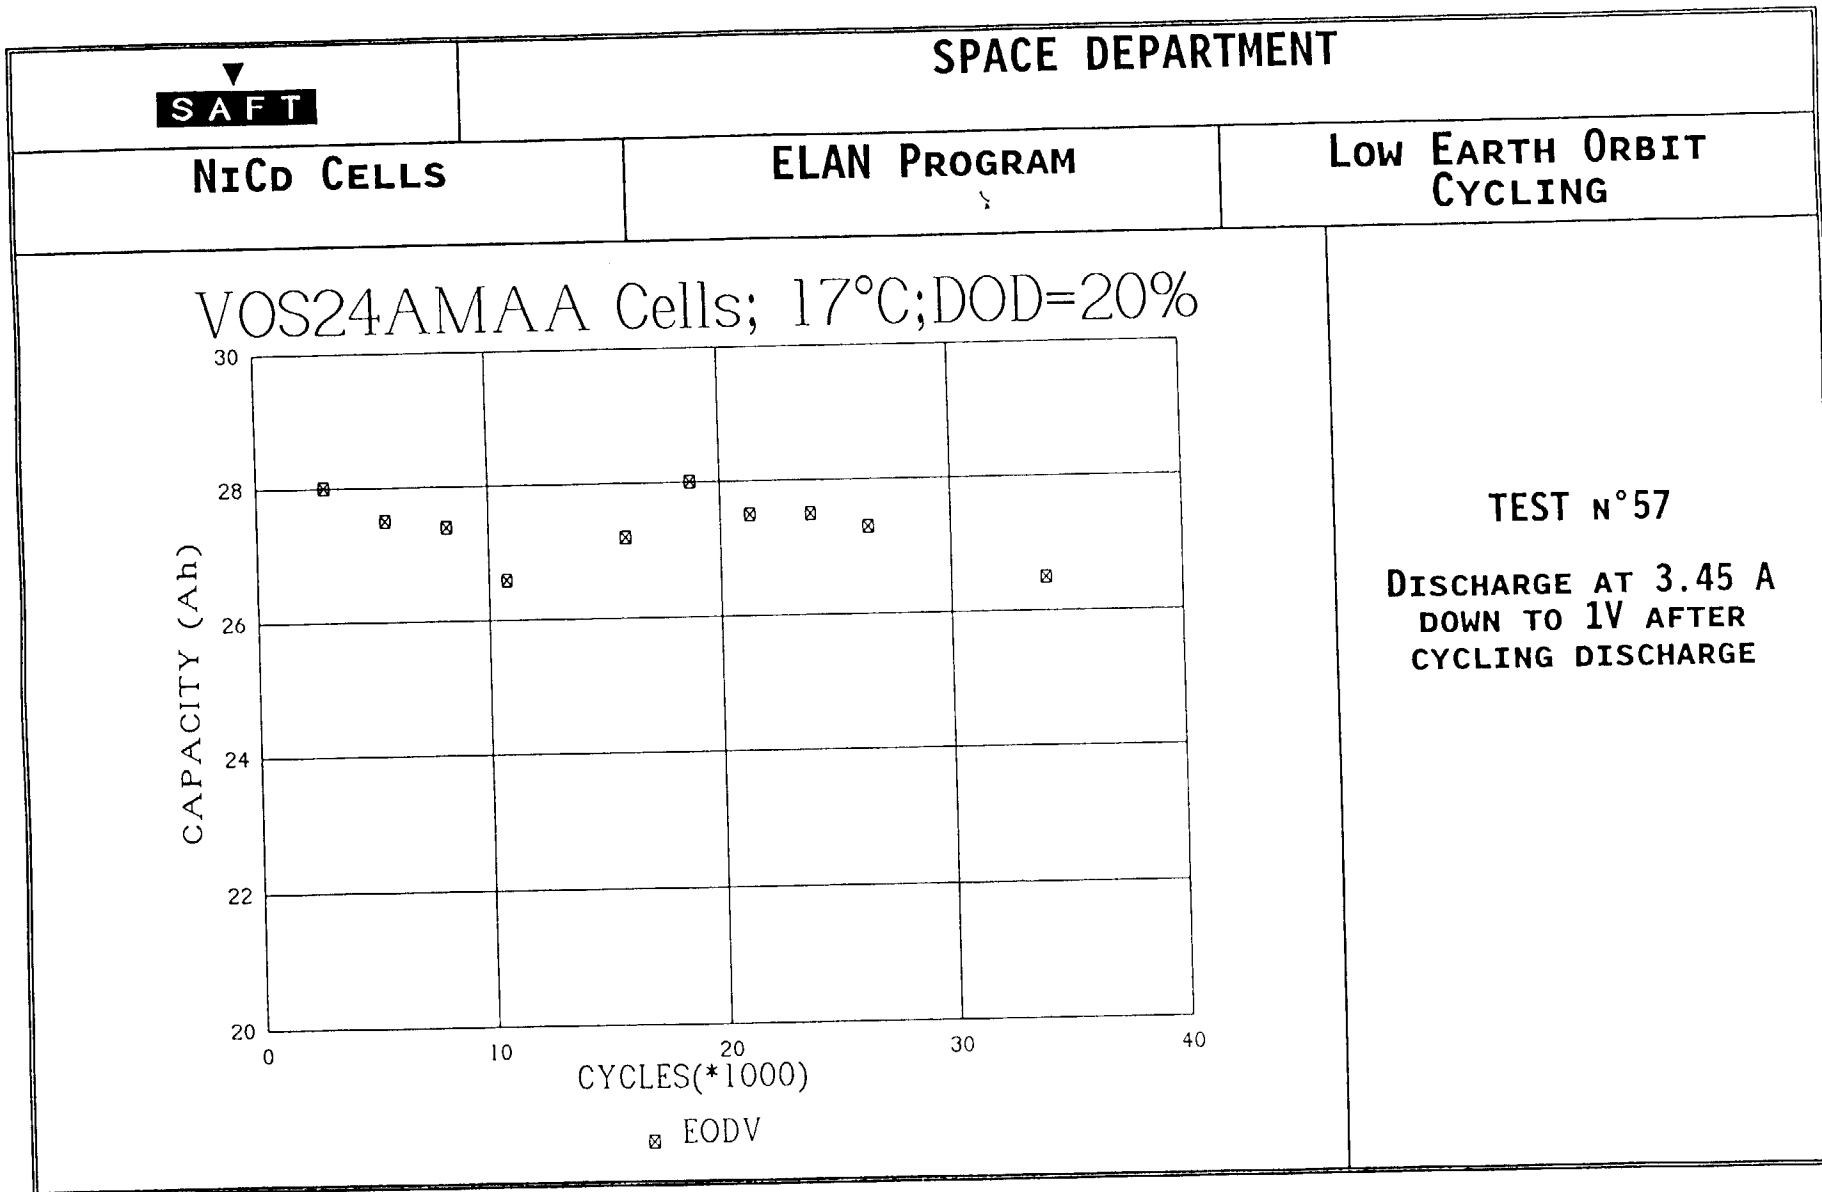 SAFT
SPACE DEPARTMENT
NiCd Cells
ELAN Program
Low Earth Orbit
Cycling
VOS24AMAA Cells; 17°C;DOD=20%
30
28
26
24
22
20
CAPACITY (Ah)
0
10
20
30
40
CYCLES(*1000)
EODV
TEST n°57
Discharge at 3.45 A
down to 1V after
cycling discharge